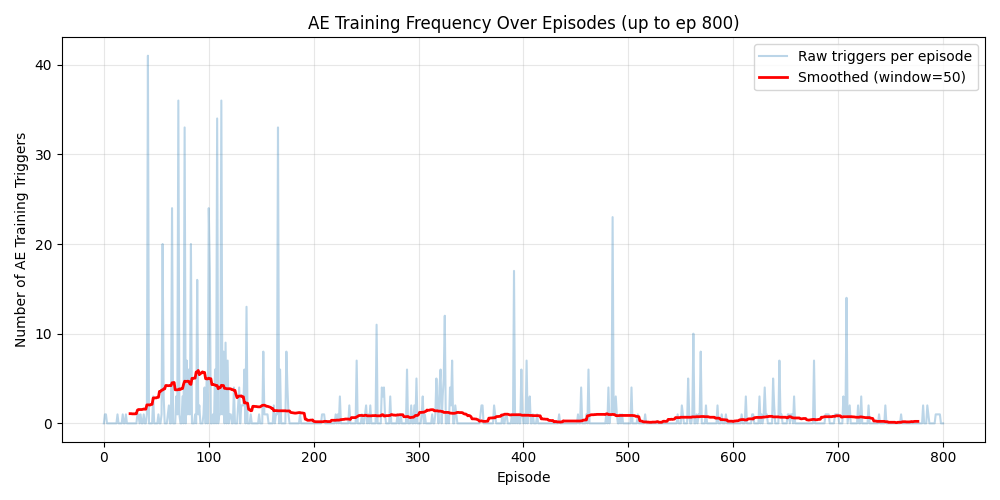 AE Training Frequency Over Episodes (up to ep 800)
Raw triggers per episode
Smoothed (window=50)
Number of AE Training Triggers
40
30
20
10
0
0 100 200 300 400 500 600 700 800
Episode